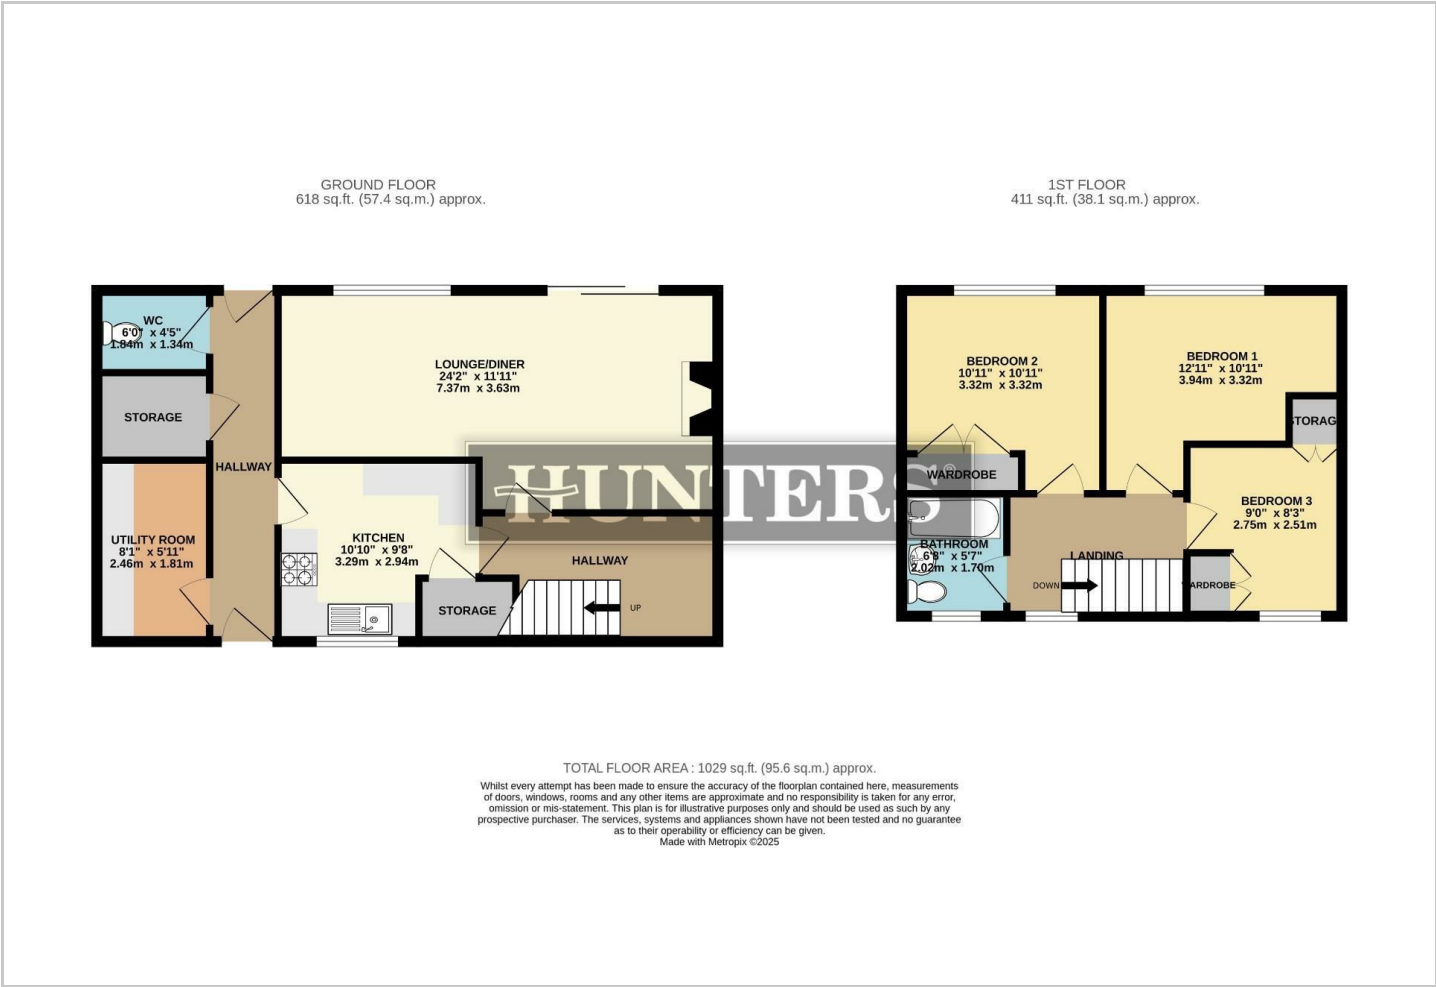 GROUND FLOOR
618 sq.ft. (57.4 sq.m.) approx.
1ST FLOOR
411 sq.ft. (38.1 sq.m.) approx.
WC
6'0" x 4'5"
1.84m x 1.34m
STORAGE
HALLWAY
UTILITY ROOM
8'1" x 5'11"
2.46m x 1.81m
LOUNGE/DINER
24'2" x 11'11"
7.37m x 3.63m
KITCHEN
10'10" x 9'8"
3.29m x 2.94m
STORAGE
HALLWAY
UP
HUNTERS®
BEDROOM 2
10'11" x 10'11"
3.32m x 3.32m
WARDROBE
BEDROOM 1
12'11" x 10'11"
3.94m x 3.32m
STORAG
BEDROOM 3
9'0" x 8'3"
2.75m x 2.51m
BATHROOM
6'8" x 5'7"
2.02m x 1.70m
LANDING
DOWN
ARDROBE
TOTAL FLOOR AREA : 1029 sq.ft. (95.6 sq.m.) approx.
Whilst every attempt has been made to ensure the accuracy of the floorplan contained here, measurements
of doors, windows, rooms and any other items are approximate and no responsibility is taken for any error,
omission or mis-statement. This plan is for illustrative purposes only and should be used as such by any
prospective purchaser. The services, systems and appliances shown have not been tested and no guarantee
as to their operability or efficiency can be given.
Made with Metropix ©2025